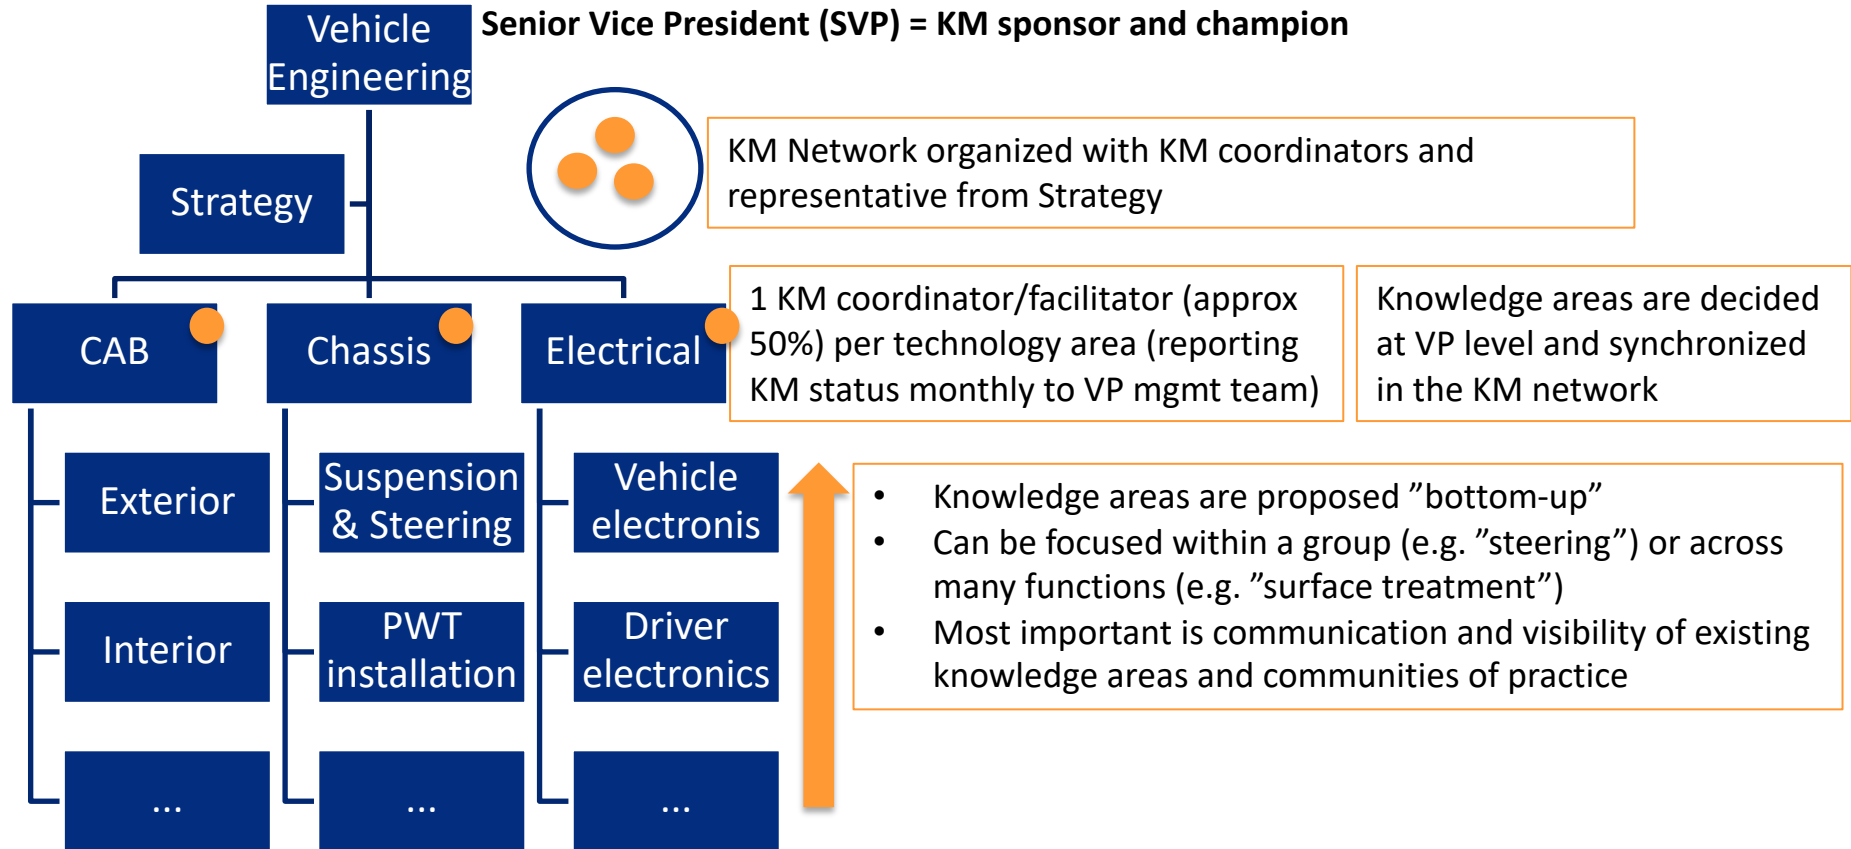 Vehicle
Engineering
Senior Vice President (SVP) = KM sponsor and champion
Strategy
KM Network organized with KM coordinators and
representative from Strategy
CAB
Chassis
Electrical
1 KM coordinator/facilitator (approx
50%) per technology area (reporting
KM status monthly to VP mgmt team)
Knowledge areas are decided
at VP level and synchronized
in the KM network
Exterior
Suspension
& Steering
Vehicle
electronis
Interior
PWT
installation
Driver
electronics
...
...
...
• Knowledge areas are proposed ”bottom-up”
• Can be focused within a group (e.g. ”steering”) or across
many functions (e.g. ”surface treatment”)
• Most important is communication and visibility of existing
knowledge areas and communities of practice